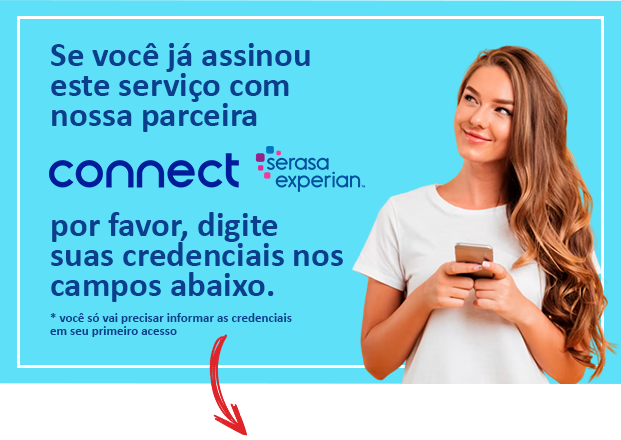 Se você já assinou
este serviço com
nossa parceira
connect serasa experian™
por favor, digite
suas credenciais nos
campos abaixo.
* você só vai precisar informar as credenciais
em seu primeiro acesso